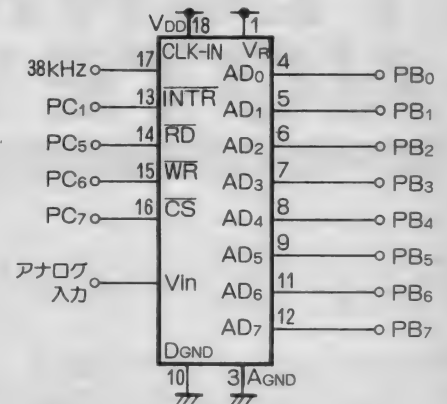 VDD 18 1
38kHz 17 CLK-IN VR
AD0 4 PB0
PC1 13 INTR AD1 5 PB1
PC5 14 RD AD2 6 PB2
PC6 15 WR AD3 7 PB3
PC7 16 CS AD4 8 PB4
AD5 9 PB5
アナログ
入力 Vin AD6 11 PB6
AD7 12 PB7
DGND
10 3 AGND